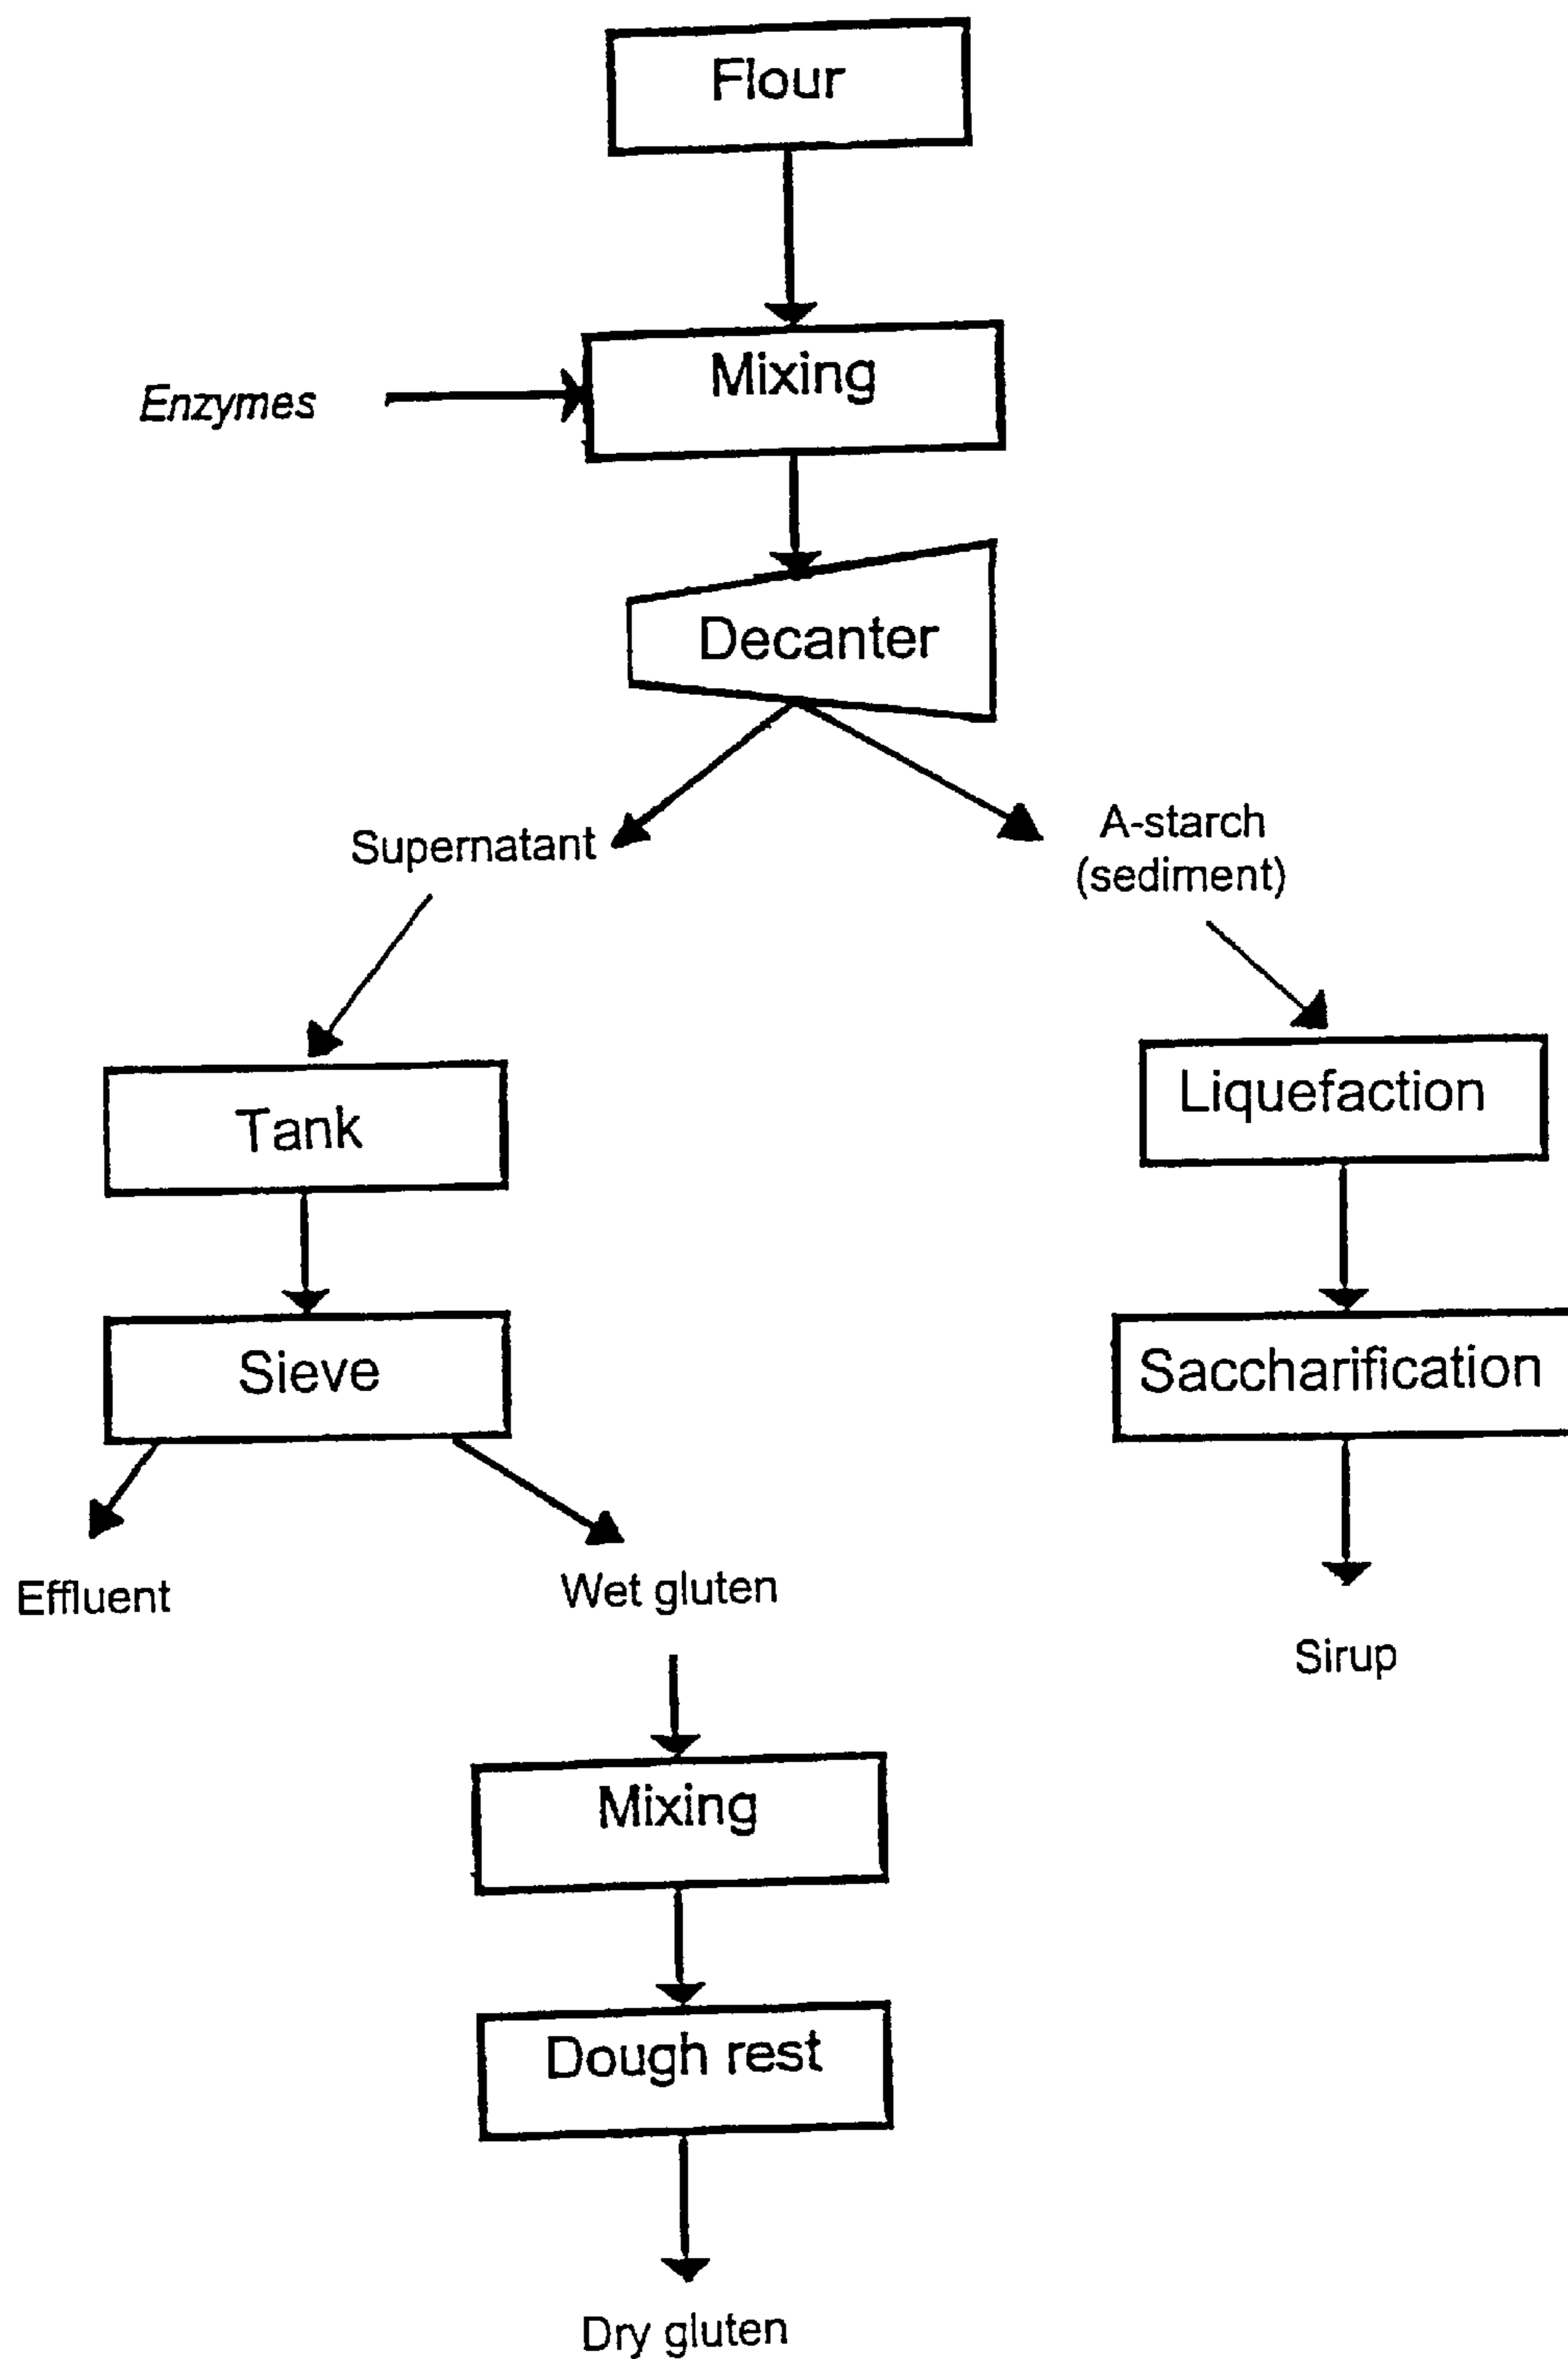 Flour
Mixing
Enzymes
Decanter
Supernatant
A-starch
(sediment)
Tank
Liquefaction
Sieve
Saccharification
Effluent
Wet gluten
Sirup
Mixing
Dough rest
Dry gluten